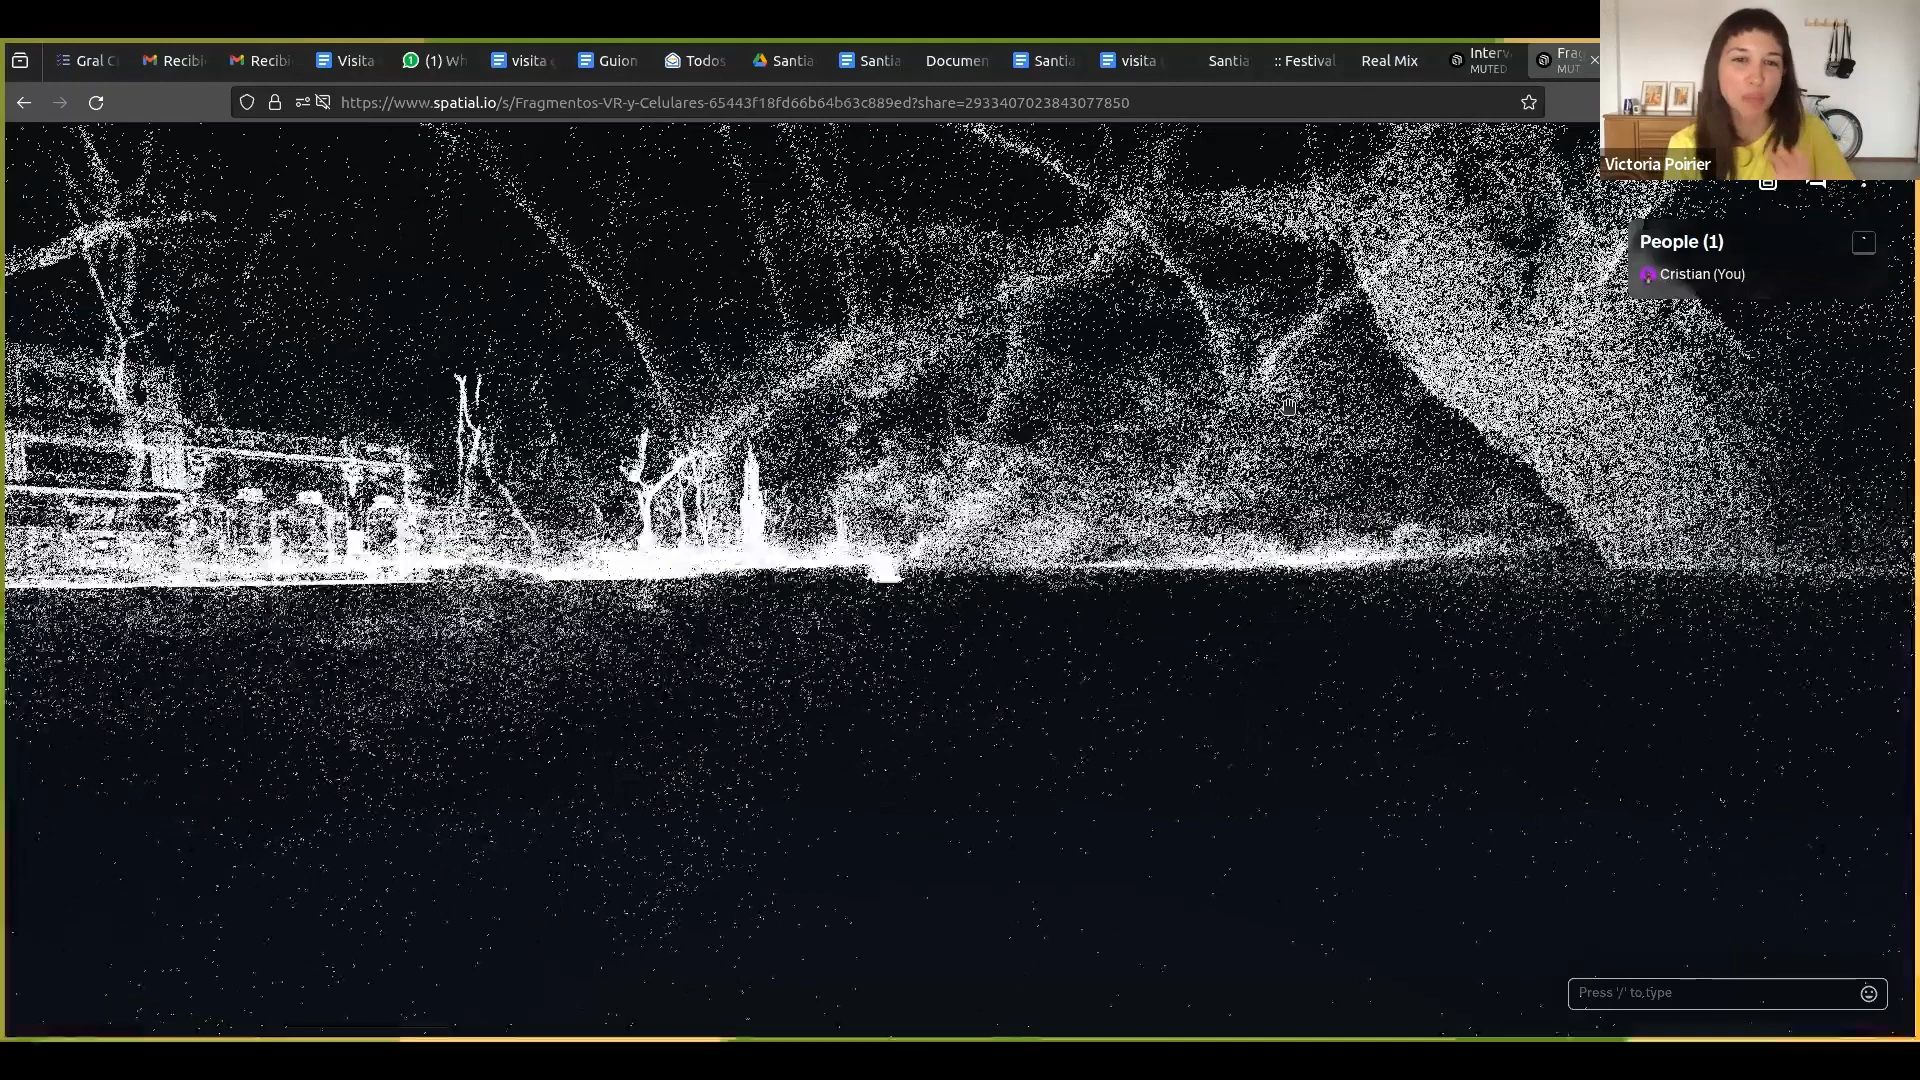 Gral C
Recibi
Recibi
Visita
(1) Wh
visita
Guion
Todos
Santia
Santia
Documen
Santia
visita
Santia
:: Festival
Real Mix
Interv
MUTED
Frag
MUT
https://www.spatial.io/s/Fragmentos-VR-y-Celulares-65443f18fd66b64b63c889ed?share=2933407023843077850
Victoria Poirier
People (1)
Cristian (You)
Press '/' to type